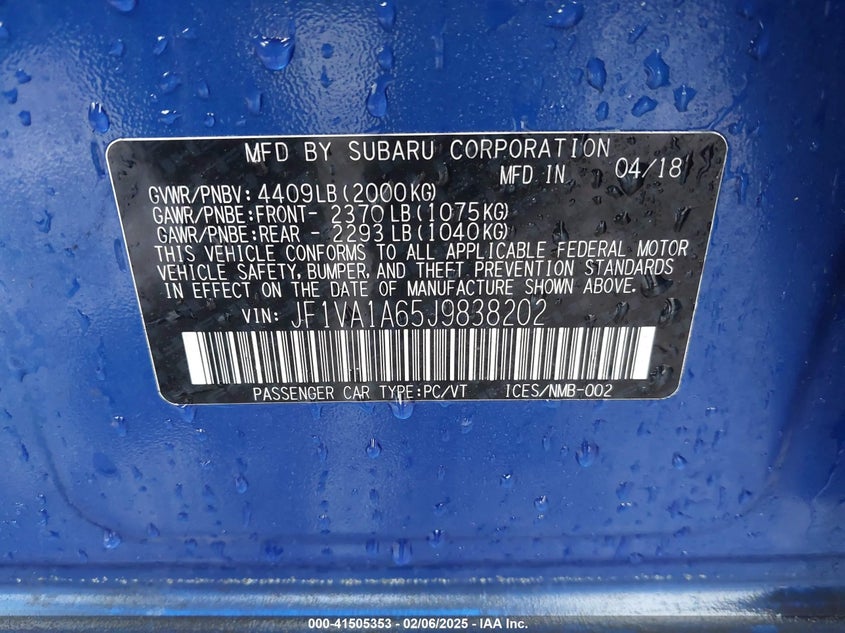 MFD BY SUBARU CORPORATION
MFD IN 04/18
GVWR/PNBV: 4409LB(2000KG)
GAWR/PNBE:FRONT- 2370LB(1075KG)
GAWR/PNBE:REAR - 2293LB(1040KG)
THIS VEHICLE CONFORMS TO ALL APPLICABLE FEDERAL MOTOR
VEHICLE SAFETY, BUMPER, AND THEFT PREVENTION STANDARDS
IN EFFECT ON THE DATE OF MANUFACTURE SHOWN ABOVE.
VIN: JF1VA1A65J9838202
PASSENGER CAR TYPE:PC/VT ICES/NMB-002
000-41505353 - 02/06/2025 - IAA Inc.